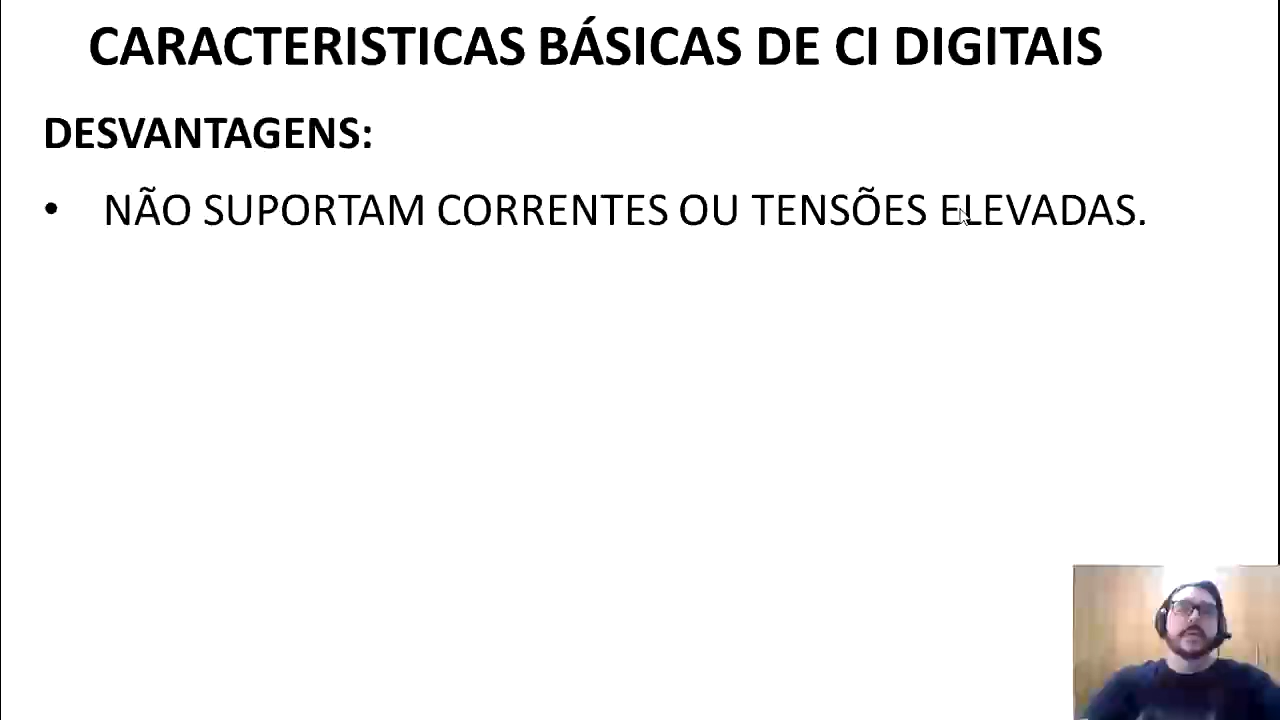 CARACTERISTICAS BÁSICAS DE CI DIGITAIS
DESVANTAGENS:
• NÃO SUPORTAM CORRENTES OU TENSÕES ELEVADAS.